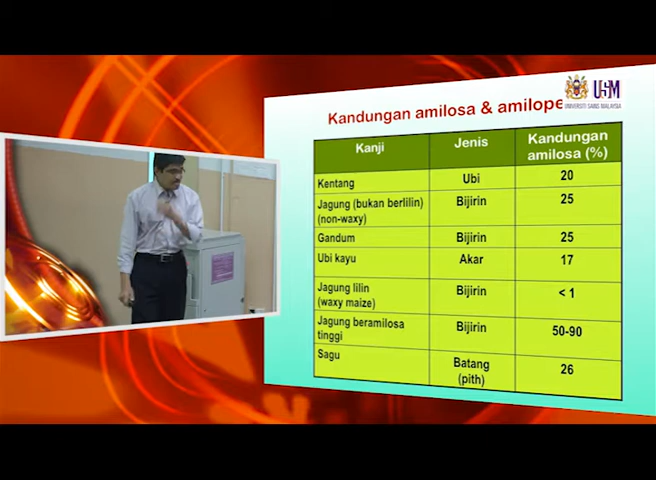 USM
UNIVERSITI SAINS MALAYSIA
Kandungan amilosa & amilope
Kanji Jenis Kandungan amilosa (%)
Kentang Ubi 20
Jagung (bukan berlilin) Bijirin 25
(non-waxy)
Gandum Bijirin 25
Ubi kayu Akar 17
Jagung lilin Bijirin < 1
(waxy maize)
Jagung beramilosa Bijirin 50-90
tinggi
Sagu Batang 26
(pith)